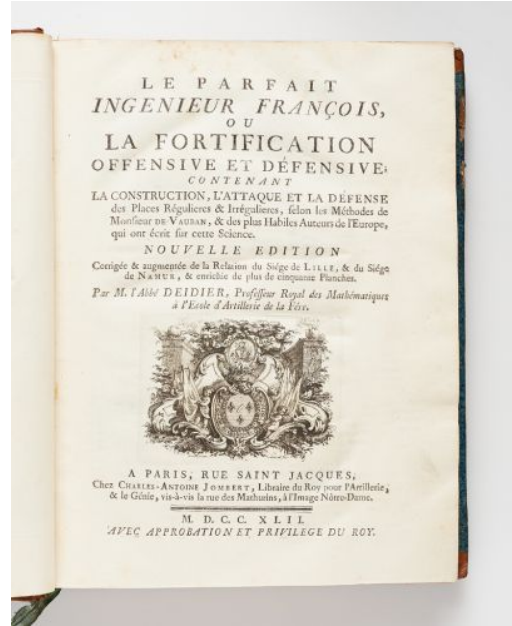 LE PARFAIT
INGENIEUR FRANÇOIS,
OU
LA FORTIFICATION
OFFENSIVE ET DÉFENSIVE;
CONTENANT
LA CONSTRUCTION, L'ATTAQUE ET LA DÉFENSE
des Places Régulieres & Irrégulieres, selon les Méthodes de
Monsieur DE VAUBAN, & des plus Habiles Auteurs de l'Europe,
qui ont écrit sur cette Science.
NOUVELLE EDITION
Corrigée & augmentée de la Relation du Siége de LILLE, & du Siége
de NAMUR, & enrichie de plus de cinquante Planches.
Par M. l'Abbé DEIDIER, Professeur Royal des Mathématiques
à l'Ecole d'Artillerie de la Fére.
A PARIS, RUE SAINT JACQUES,
Chez CHARLES-ANTOINE JOMBERT, Libraire du Roy pour l'Artillerie,
& le Génie, vis-à-vis la rue des Mathurins, à l'Image Nôtre-Dame.
M. D. C. C. XLII.
AVEC APPROBATION ET PRIVILEGE DU ROY.